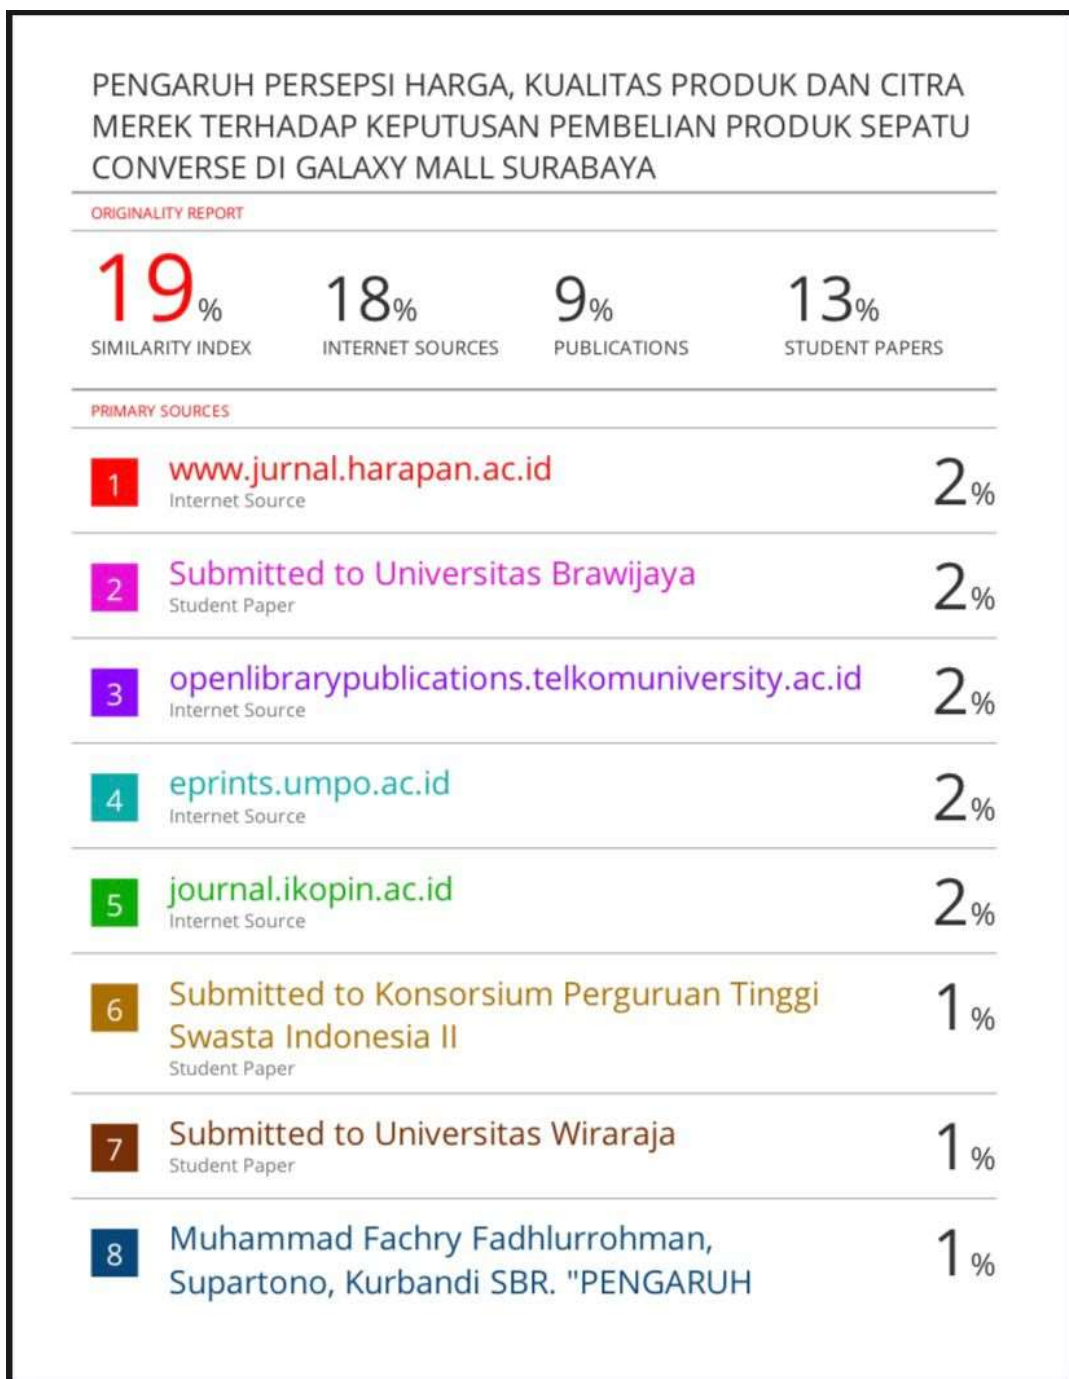 PENGARUH PERSEPSI HARGA, KUALITAS PRODUK DAN CITRA
MEREK TERHADAP KEPUTUSAN PEMBELIAN PRODUK SEPATU
CONVERSE DI GALAXY MALL SURABAYA
ORIGINALITY REPORT
19% 18% 9% 13%
SIMILARITY INDEX INTERNET SOURCES PUBLICATIONS STUDENT PAPERS
PRIMARY SOURCES
1 www.jurnal.harapan.ac.id 2%
Internet Source
2 Submitted to Universitas Brawijaya 2%
Student Paper
3 openlibrarypublications.telkomuniversity.ac.id 2%
Internet Source
4 eprints.umpo.ac.id 2%
Internet Source
5 journal.ikopin.ac.id 2%
Internet Source
6 Submitted to Konsorsium Perguruan Tinggi 1%
Swasta Indonesia II
Student Paper
7 Submitted to Universitas Wiraraja 1%
Student Paper
8 Muhammad Fachry Fadhlurrohman, 1%
Supartono, Kurbandi SBR. "PENGARUH